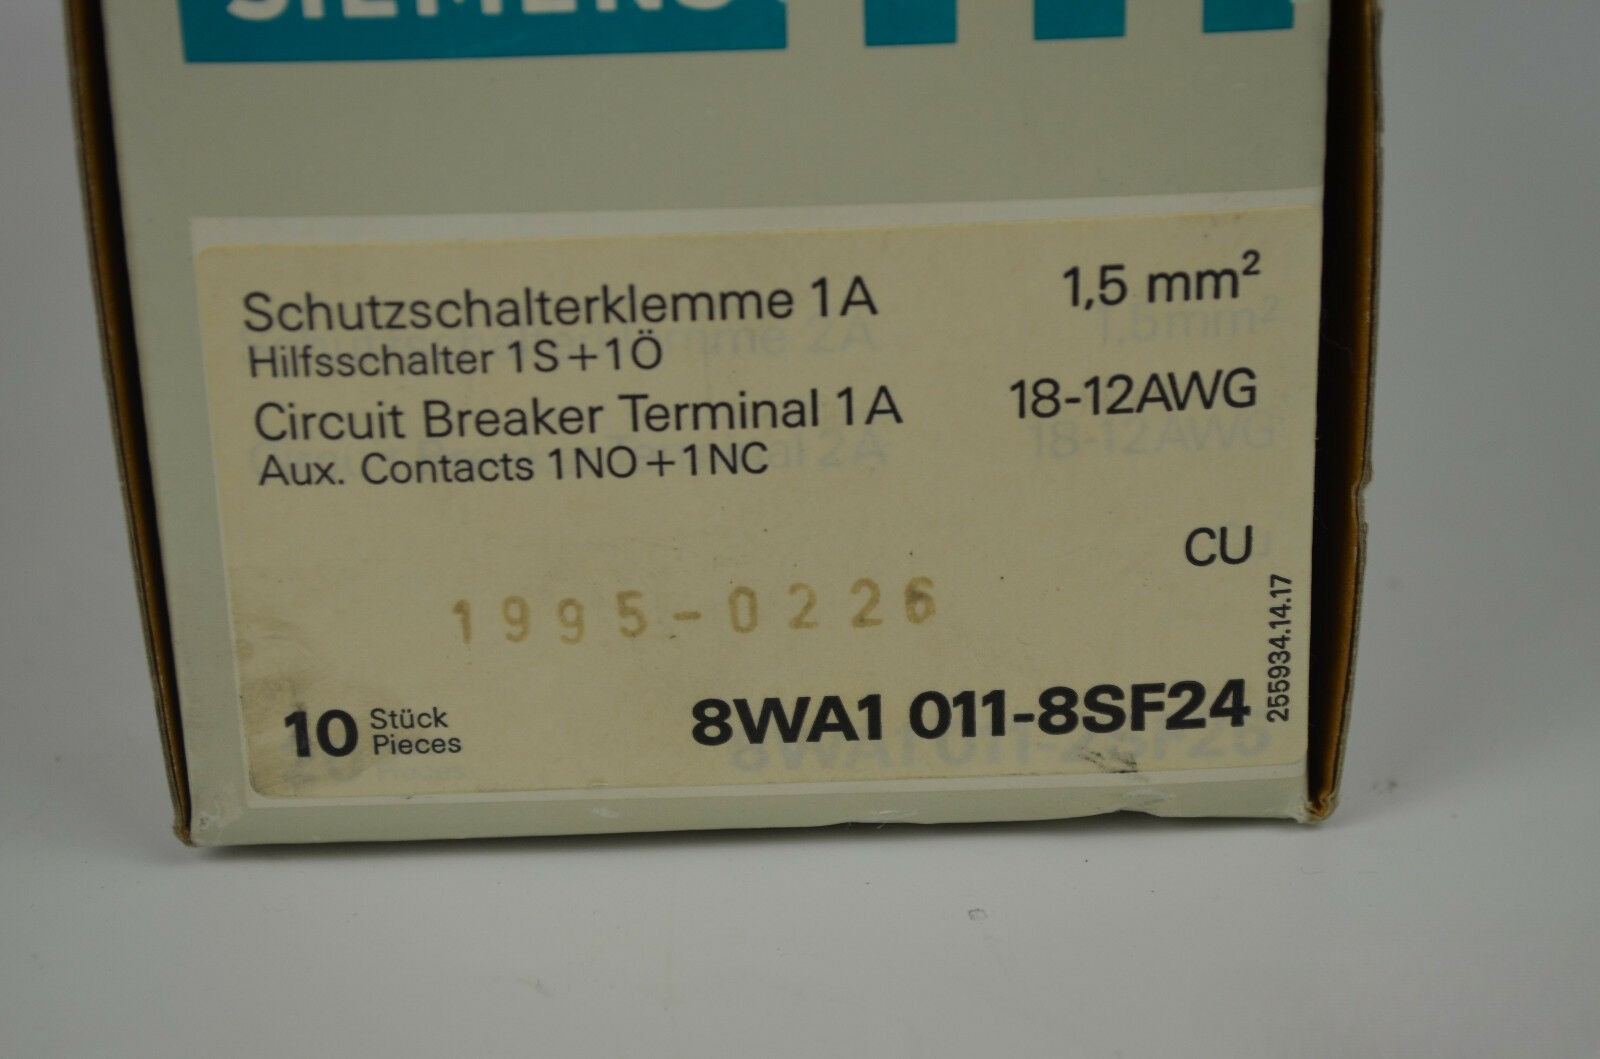 SIEMENS
Schutzschalterklemme 1A 1,5 mm²
Hilfsschalter 1S+1Ö
Circuit Breaker Terminal 1A 18-12AWG
Aux. Contacts 1NO+1NC
CU
1995-0226
255934.14.17
10 Stück
Pieces
8WA1 011-8SF24